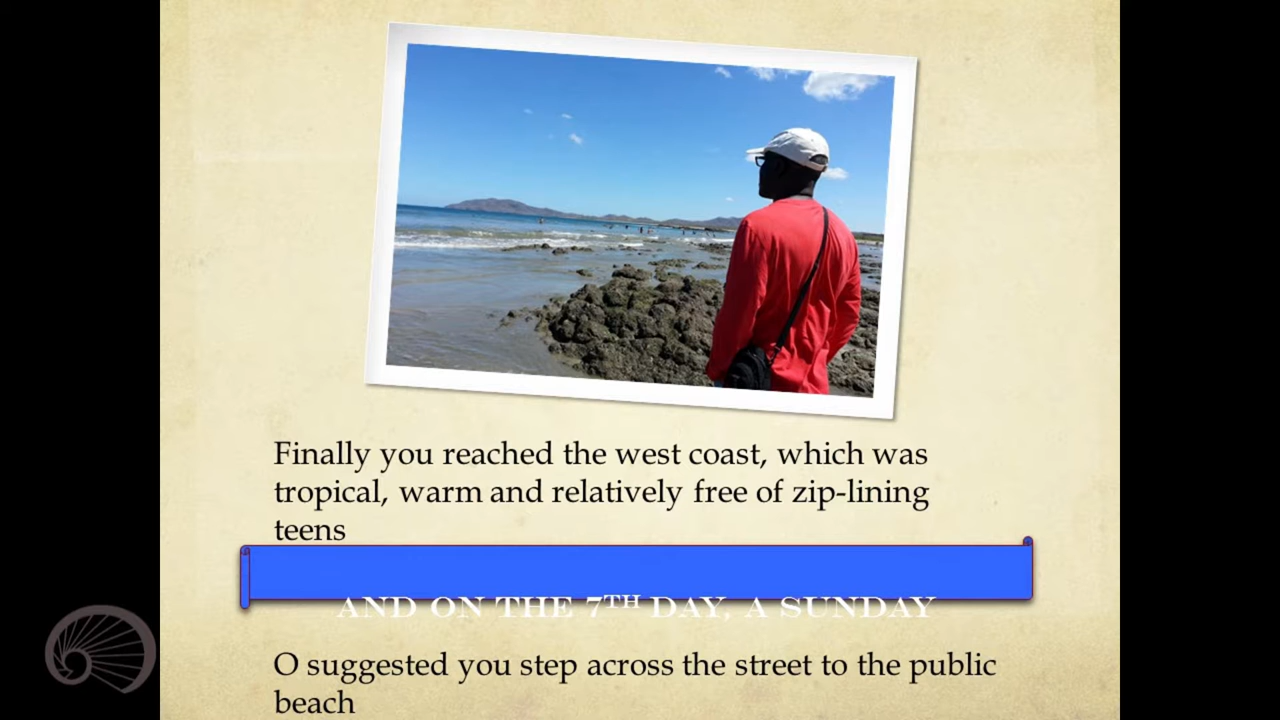 Finally you reached the west coast, which was
tropical, warm and relatively free of zip-lining
teens
AND ON THE 7TH DAY, A SUNDAY
O suggested you step across the street to the public
beach